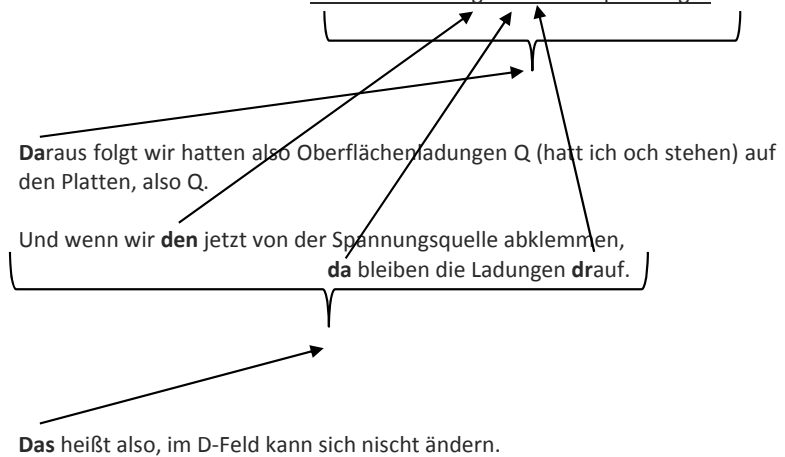 Daraus folgt wir hatten also Oberflächenladungen Q (hatt ich och stehen) auf
den Platten, also Q.
Und wenn wir den jetzt von der Spannungsquelle abklemmen,
da bleiben die Ladungen drauf.
Das heißt also, im D-Feld kann sich nischt ändern.